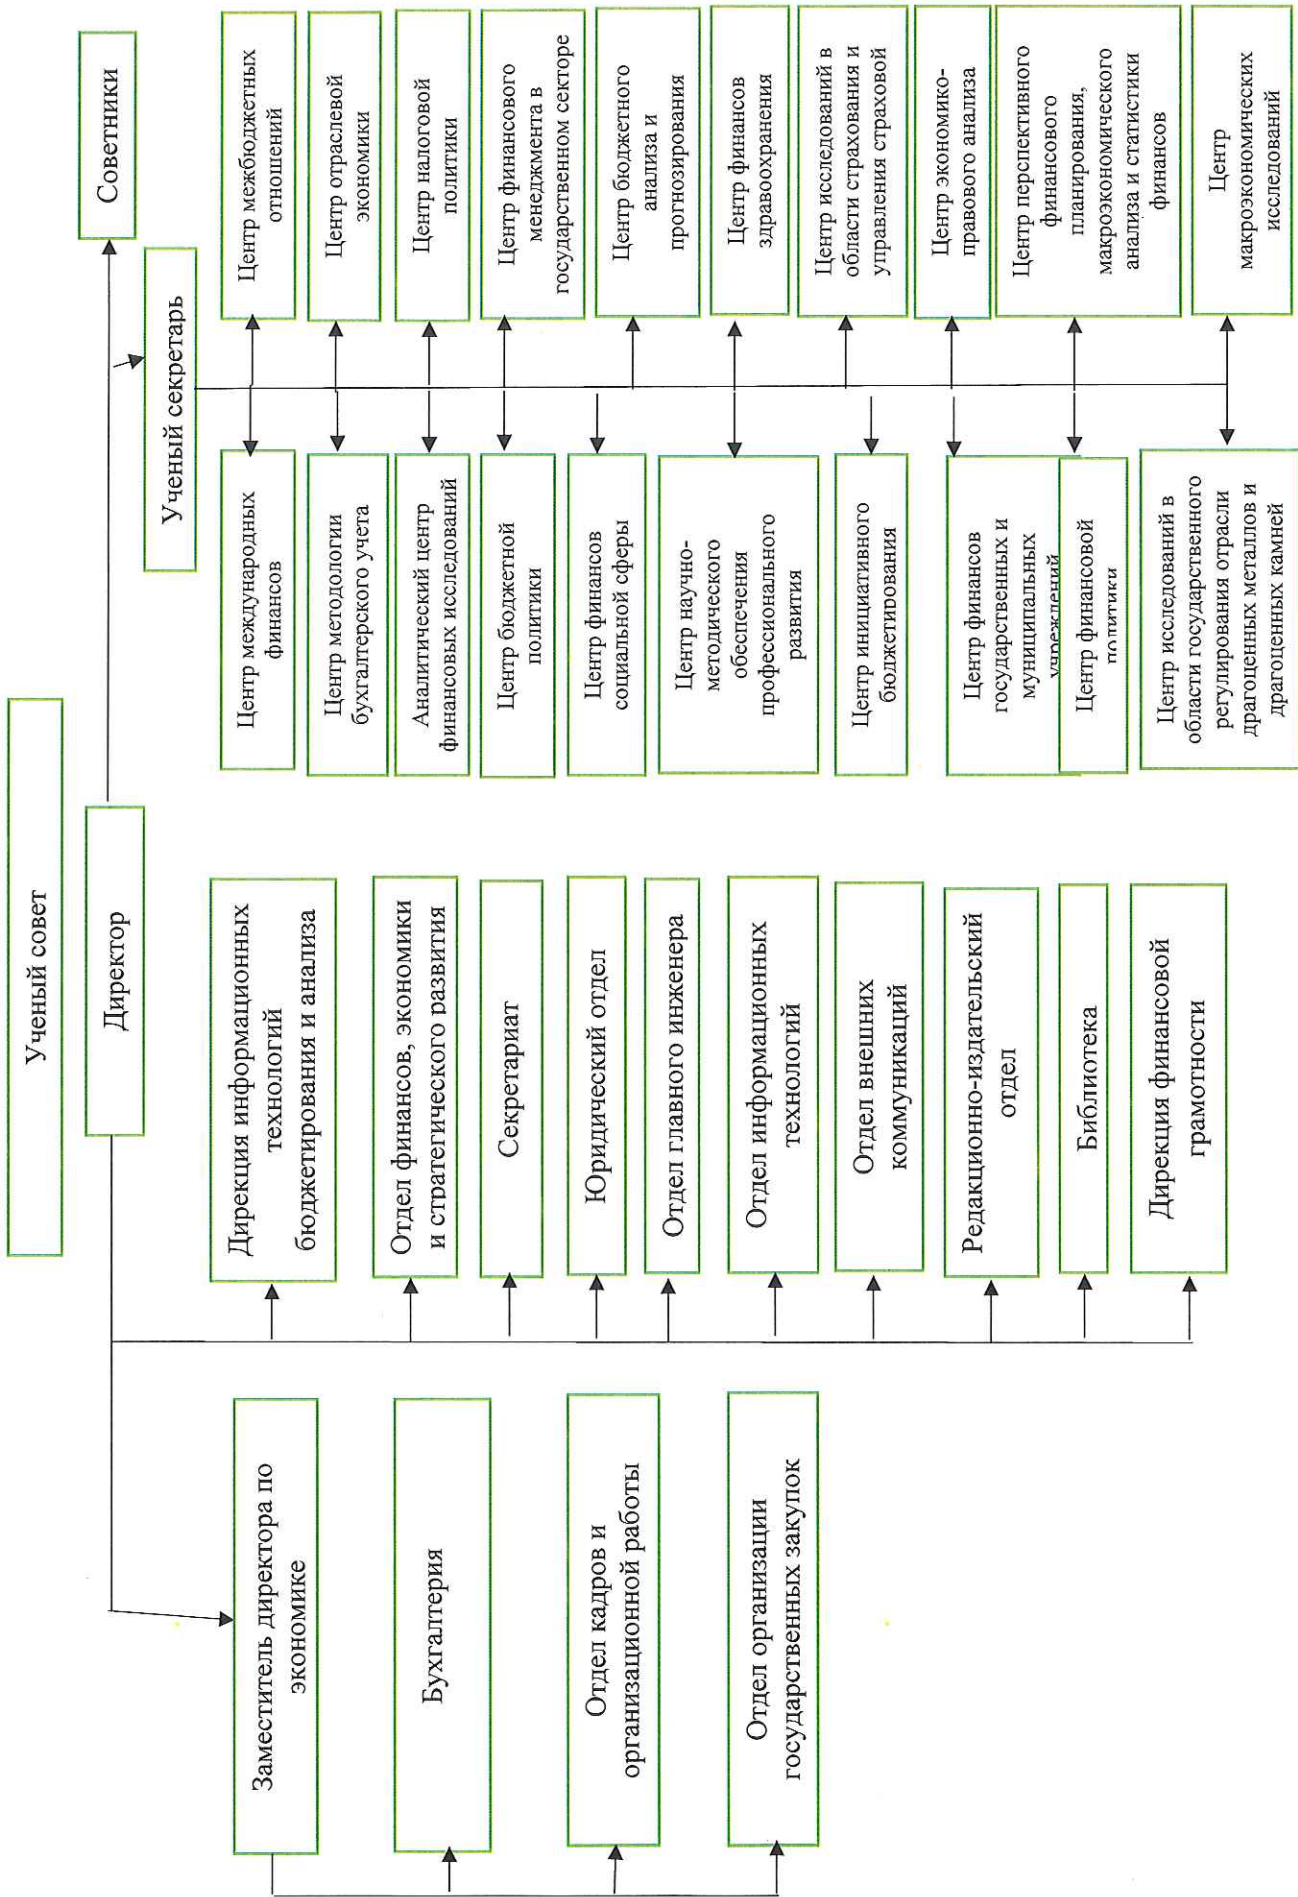 Ученый совет
Директор
Советники
Ученый секретарь
Заместитель директора по
экономике
Бухгалтерия
Отдел кадров и
организационной работы
Отдел организации
государственных закупок
Дирекция информационных
технологий
бюджетирования и анализа
Отдел финансов, экономики
и стратегического развития
Секретариат
Юридический отдел
Отдел главного инженера
Отдел информационных
технологий
Отдел внешних
коммуникаций
Редакционно-издательский
отдел
Библиотека
Дирекция финансовой
грамотности
Центр международных
финансов
Центр методологии
бухгалтерского учета
Аналитический центр
финансовых исследований
Центр бюджетной
политики
Центр финансов
социальной сферы
Центр научно-
методического
обеспечения
профессионального
развития
Центр инициативного
бюджетирования
Центр финансов
государственных и
муниципальных
учреждений
Центр финансовой
политики
Центр исследований в
области государственного
регулирования отрасли
драгоценных металлов и
драгоценных камней
Центр межбюджетных
отношений
Центр отраслевой
экономики
Центр налоговой
политики
Центр финансового
менеджмента в
государственном секторе
Центр бюджетного
анализа и
прогнозирования
Центр финансов
здравоохранения
Центр исследований в
области страхования и
управления страховой
Центр экономико-
правового анализа
Центр перспективного
финансового
планирования,
макроэкономического
анализа и статистики
финансов
Центр
макроэкономических
исследований